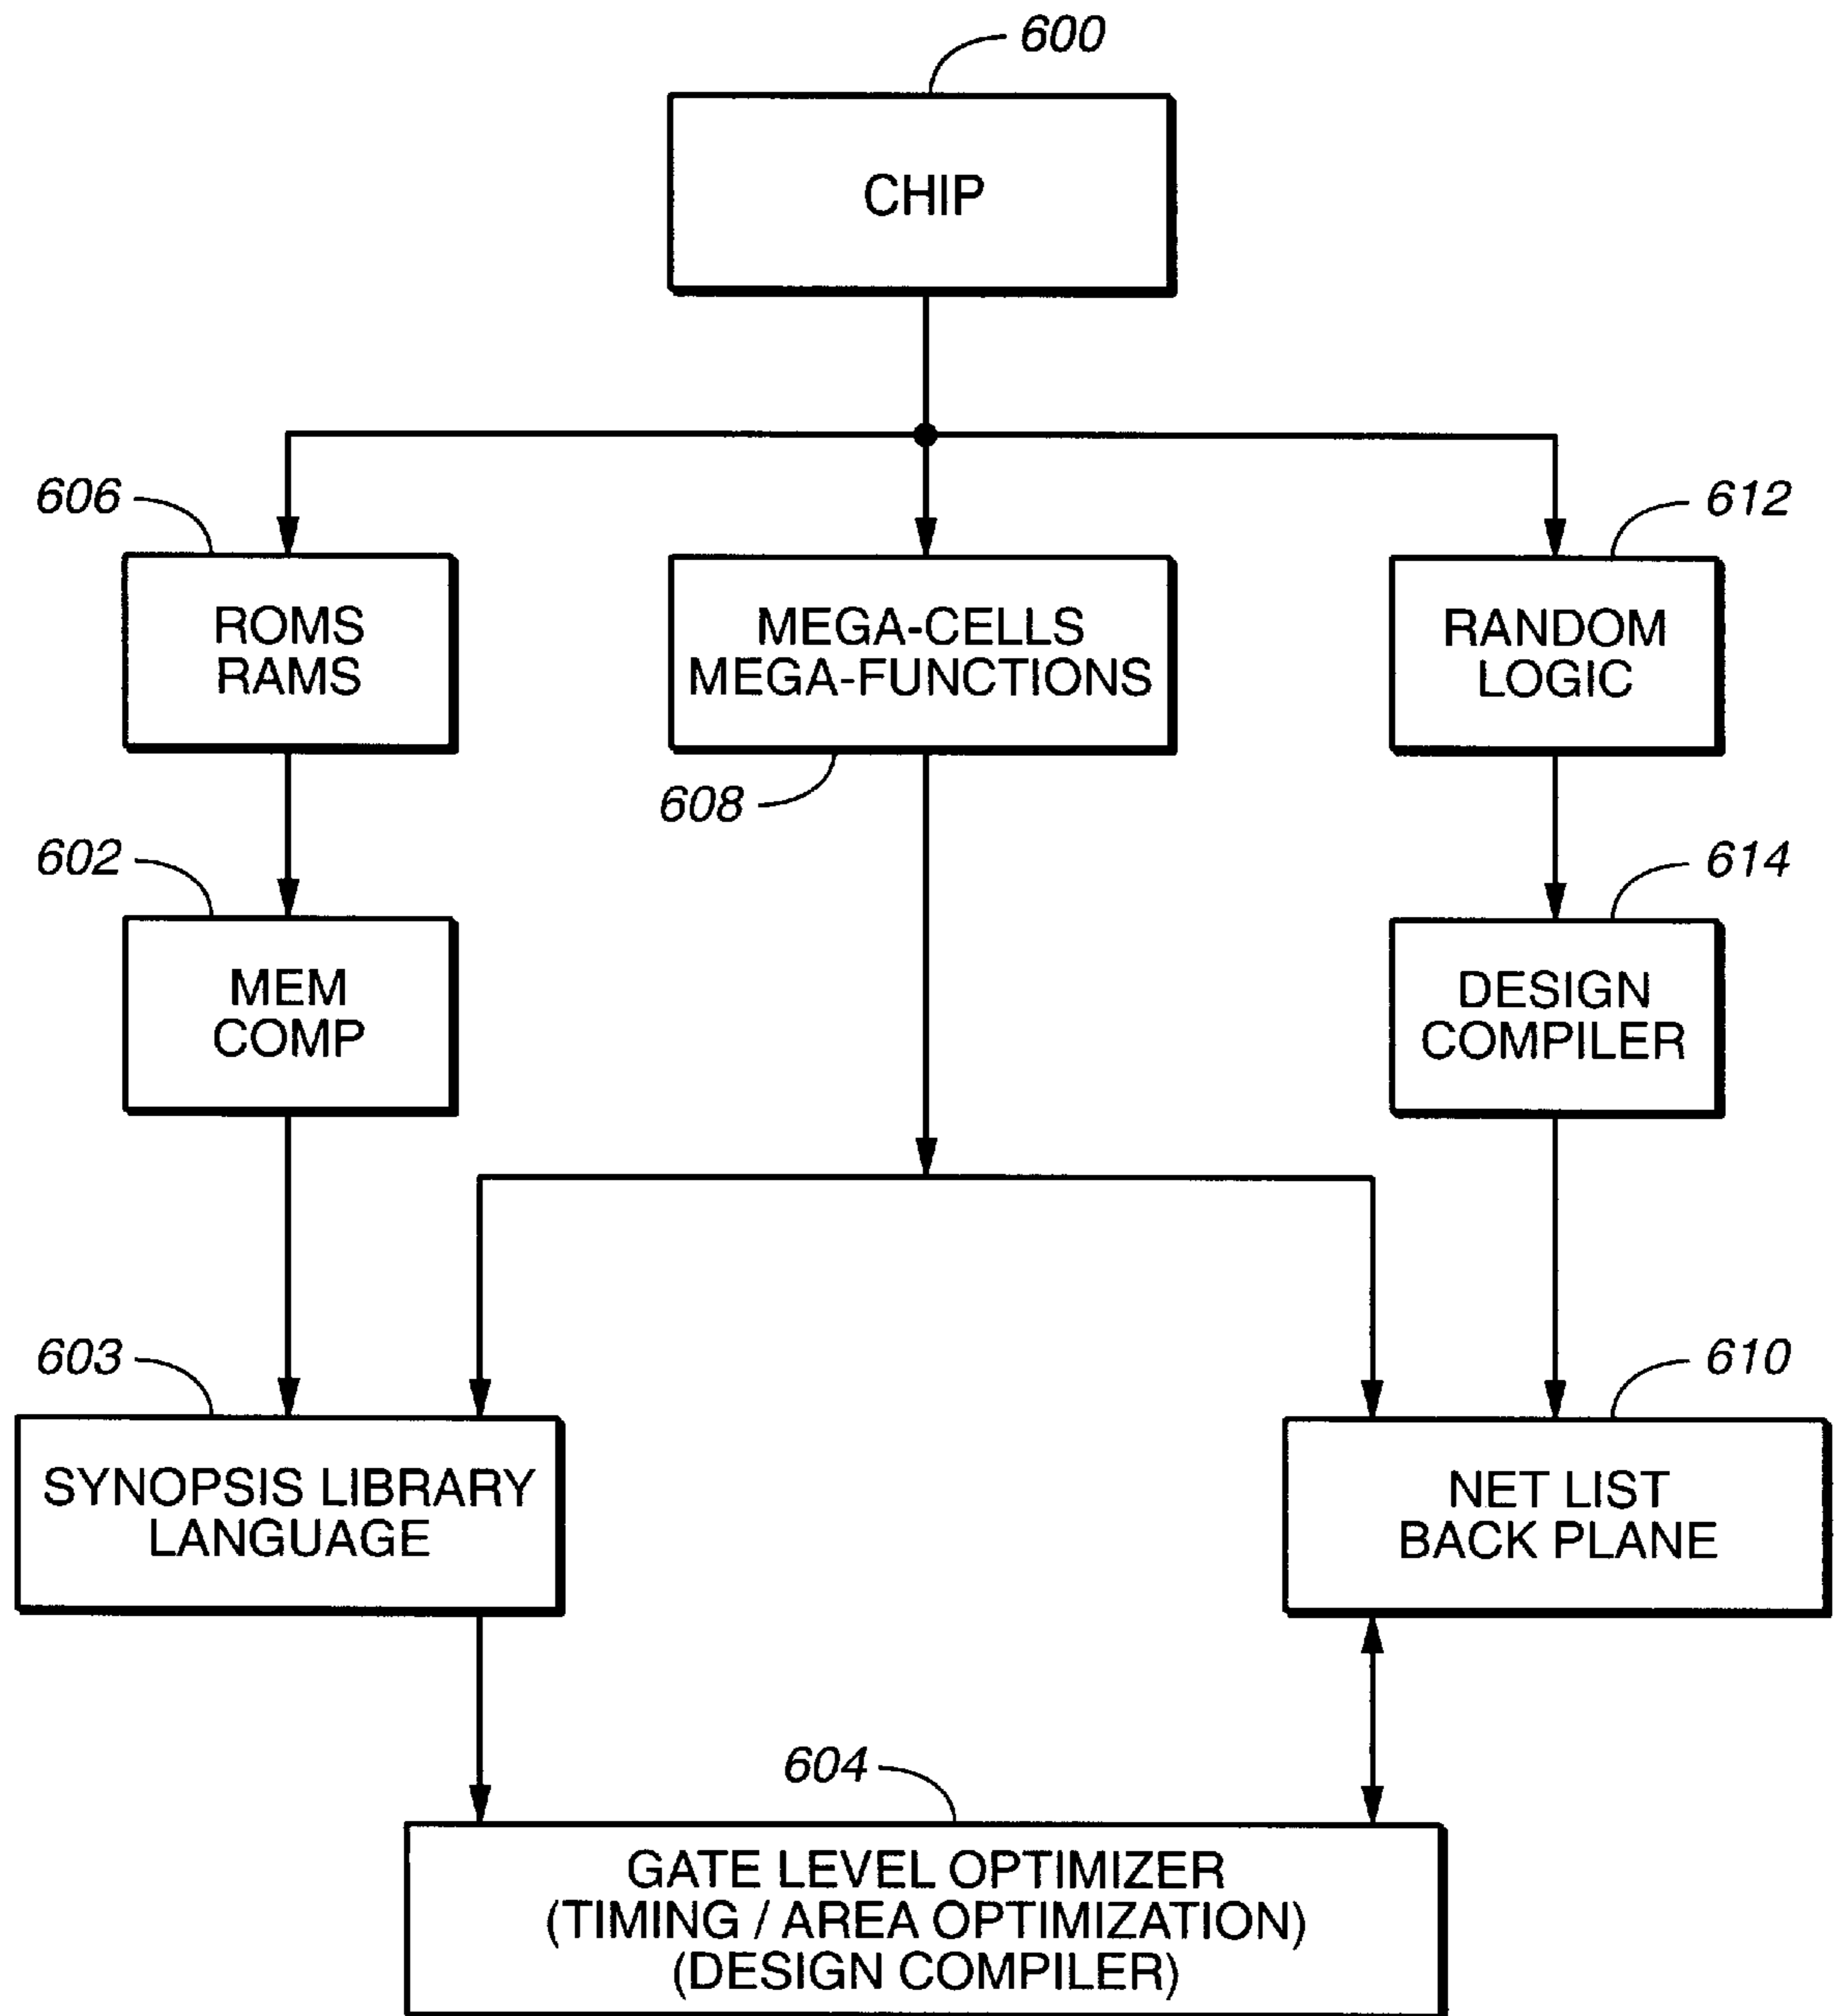 600
CHIP
606
612
ROMS
RAMS
MEGA-CELLS
MEGA-FUNCTIONS
RANDOM
LOGIC
608
602
614
MEM
COMP
DESIGN
COMPILER
603
610
SYNOPSIS LIBRARY
LANGUAGE
NET LIST
BACK PLANE
604
GATE LEVEL OPTIMIZER
(TIMING / AREA OPTIMIZATION)
(DESIGN COMPILER)